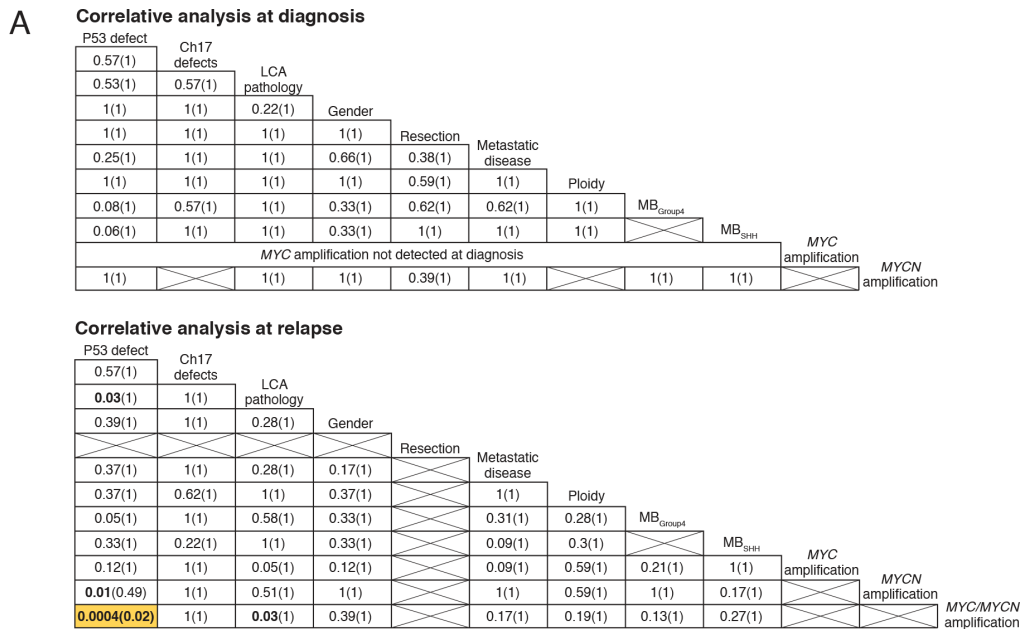 A
Correlative analysis at diagnosis
P53 defect
Ch17
defects
0.57(1)
LCA
pathology
0.53(1) 0.57(1)
Gender
1(1) 1(1) 0.22(1)
Resection
1(1) 1(1) 1(1) 1(1)
Metastatic
disease
0.25(1) 1(1) 1(1) 0.66(1) 0.38(1)
Ploidy
1(1) 1(1) 1(1) 1(1) 0.59(1) 1(1)
MBGroup4
0.08(1) 0.57(1) 1(1) 0.33(1) 0.62(1) 0.62(1) 1(1)
MBSHH
0.06(1) 1(1) 1(1) 0.33(1) 1(1) 1(1) 1(1)
MYC
amplification
MYC amplification not detected at diagnosis
MYCN
amplification
1(1) 1(1) 1(1) 0.39(1) 1(1) 1(1) 1(1)
Correlative analysis at relapse
P53 defect
Ch17
defects
0.57(1)
LCA
pathology
0.03(1) 1(1)
Gender
0.39(1) 1(1) 0.28(1)
Resection
Metastatic
disease
0.37(1) 1(1) 0.28(1) 0.17(1)
Ploidy
0.37(1) 0.62(1) 1(1) 0.37(1) 1(1)
MBGroup4
0.05(1) 1(1) 0.58(1) 0.33(1) 0.31(1) 0.28(1)
MBSHH
0.33(1) 0.22(1) 1(1) 0.33(1) 0.09(1) 0.3(1)
MYC
amplification
0.12(1) 1(1) 0.05(1) 0.12(1) 0.09(1) 0.59(1) 0.21(1) 1(1)
MYCN
amplification
0.01(0.49) 1(1) 0.51(1) 1(1) 1(1) 0.59(1) 1(1) 0.17(1)
MYC/MYCN
amplification
0.0004(0.02) 1(1) 0.03(1) 0.39(1) 0.17(1) 0.19(1) 0.13(1) 0.27(1)